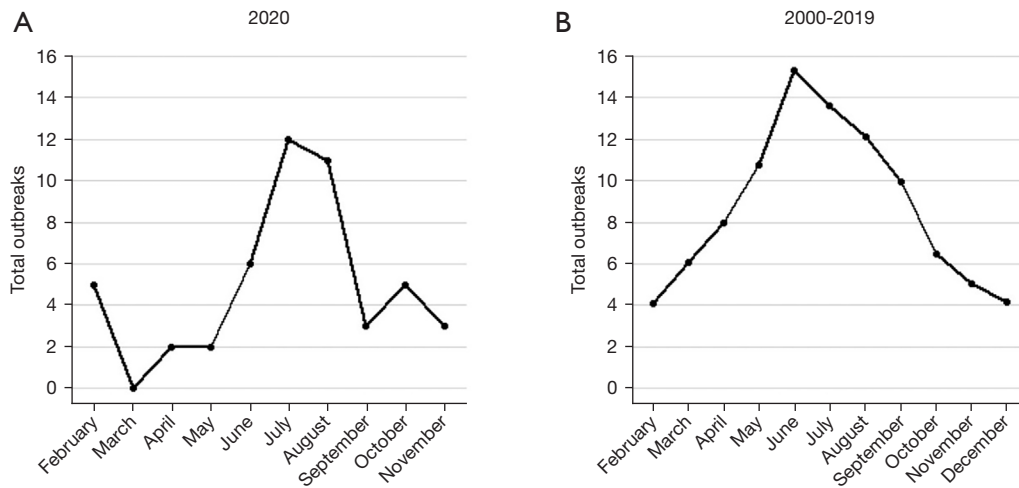 A
2020
Total outbreaks
16
14
12
10
8
6
4
2
0
February
March
April
May
June
July
August
September
October
November
B
2000-2019
Total outbreaks
16
14
12
10
8
6
4
2
0
February
March
April
May
June
July
August
September
October
November
December